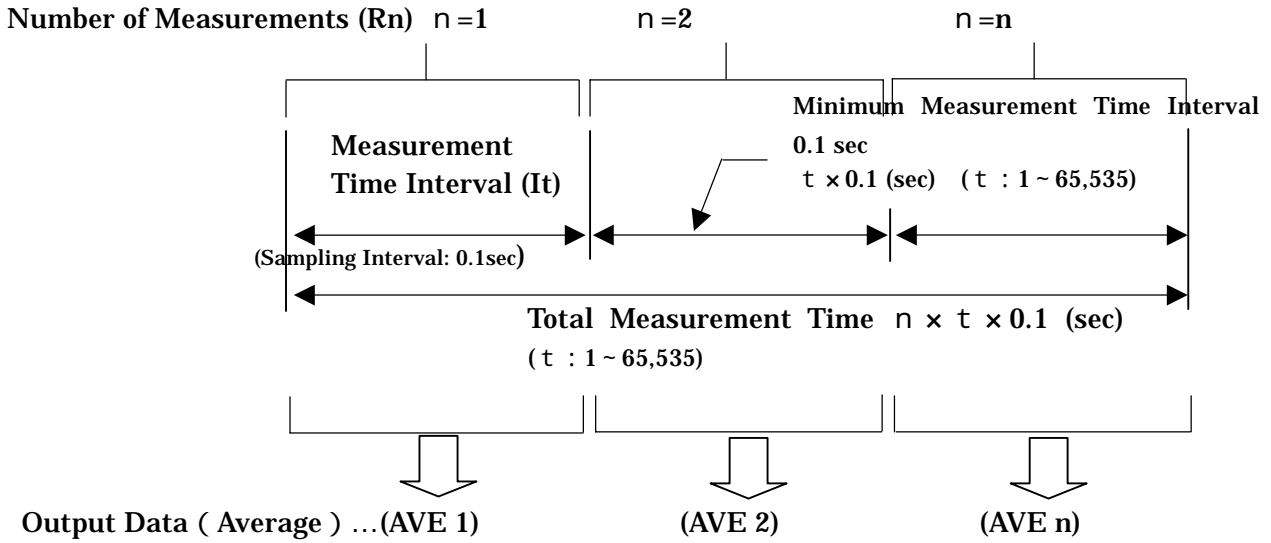 Number of Measurements (Rn) n =1 n =2 n =n
Minimum Measurement Time Interval
Measurement
0.1 sec
Time Interval (It)
t × 0.1 (sec) ( t : 1 ~ 65,535)
(Sampling Interval: 0.1sec)
Total Measurement Time n × t × 0.1 (sec)
( t : 1 ~ 65,535)
Output Data ( Average ) …(AVE 1) (AVE 2) (AVE n)